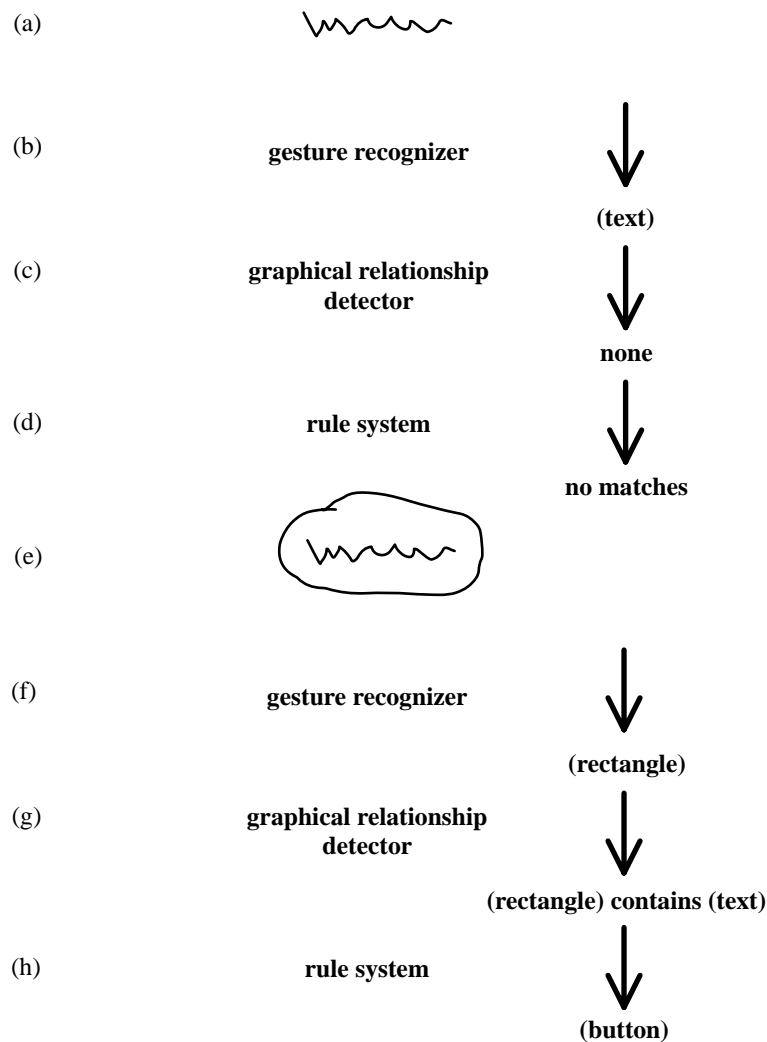 (a)
(b) gesture recognizer
(text)
(c) graphical relationship
detector
none
(d) rule system
no matches
(e)
(f) gesture recognizer
(rectangle)
(g) graphical relationship
detector
(rectangle) contains (text)
(h) rule system
(button)